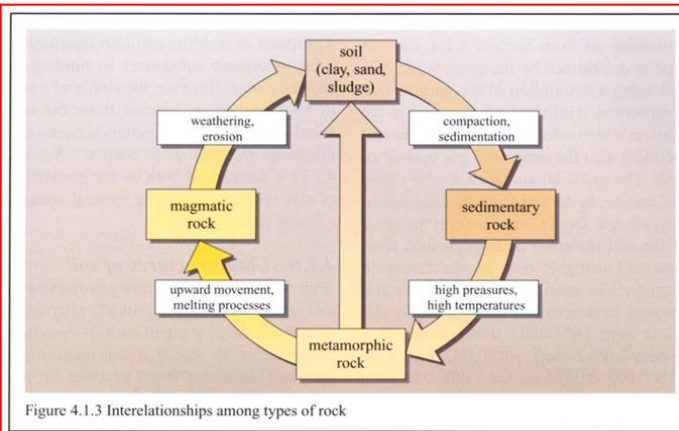 soil
(clay, sand,
sludge)
weathering,
erosion
compaction,
sedimentation
magmatic
rock
sedimentary
rock
upward movement,
melting processes
high preasures,
high temperatures
metamorphic
rock
Figure 4.1.3 Interelationships among types of rock